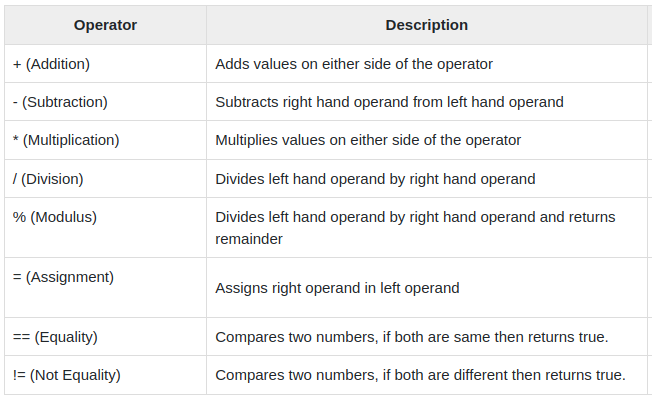 Operator Description
+ (Addition) Adds values on either side of the operator
- (Subtraction) Subtracts right hand operand from left hand operand
* (Multiplication) Multiplies values on either side of the operator
/ (Division) Divides left hand operand by right hand operand
% (Modulus) Divides left hand operand by right hand operand and returns
remainder
= (Assignment)
Assigns right operand in left operand
== (Equality) Compares two numbers, if both are same then returns true.
!= (Not Equality) Compares two numbers, if both are different then returns true.